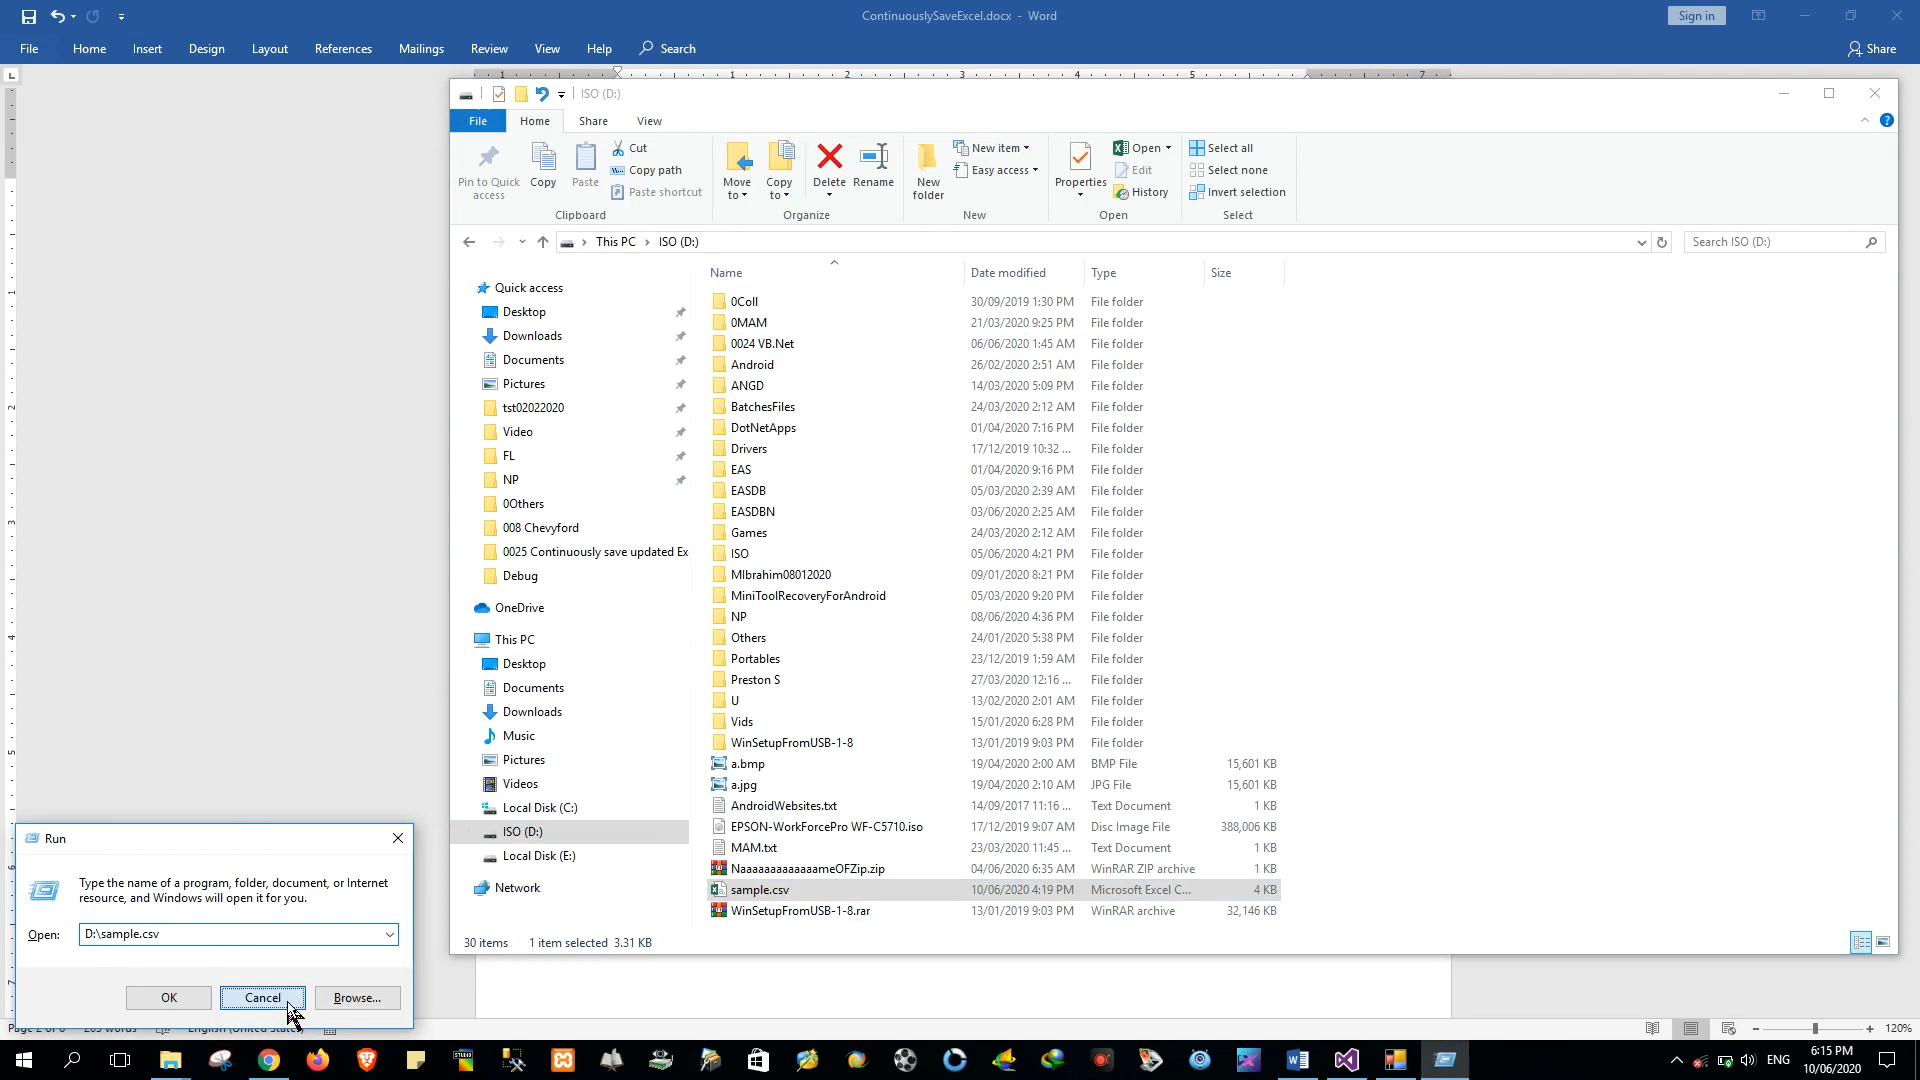 ContinuouslySaveExcel.docx - Word
Sign in
File Home Insert Design Layout References Mailings Review View Help Search
Share
1 1 2 3 4 5 7
ISO (D:)
File Home Share View
Pin to Quick access
Copy
Paste
Cut
Copy path
Paste shortcut
Clipboard
Move to
Copy to
Delete
Rename
Organize
New folder
New item
Easy access
New
Properties
Open
Edit
History
Open
Select all
Select none
Invert selection
Select
This PC ISO (D:)
Search ISO (D:)
Quick access
Desktop
Downloads
Documents
Pictures
tst02022020
Video
FL
NP
0Others
008 Chevyford
0025 Continuously save updated Ex
Debug
OneDrive
This PC
Desktop
Documents
Downloads
Music
Pictures
Videos
Local Disk (C:)
ISO (D:)
Local Disk (E:)
Network
Name Date modified Type Size
0Coll 30/09/2019 1:30 PM File folder
0MAM 21/03/2020 9:25 PM File folder
0024 VB.Net 06/06/2020 1:45 AM File folder
Android 26/02/2020 2:51 AM File folder
ANGD 14/03/2020 5:09 PM File folder
BatchesFiles 24/03/2020 2:12 AM File folder
DotNetApps 01/04/2020 7:16 PM File folder
Drivers 17/12/2019 10:32 ... File folder
EAS 01/04/2020 9:16 PM File folder
EASDB 05/03/2020 2:39 AM File folder
EASDBN 03/06/2020 2:25 AM File folder
Games 24/03/2020 2:12 AM File folder
ISO 05/06/2020 4:21 PM File folder
MIbrahim08012020 09/01/2020 8:21 PM File folder
MiniToolRecoveryForAndroid 05/03/2020 9:20 PM File folder
NP 08/06/2020 4:36 PM File folder
Others 24/01/2020 5:38 PM File folder
Portables 23/12/2019 1:59 AM File folder
Preston S 27/03/2020 12:16 ... File folder
U 13/02/2020 2:01 AM File folder
Vids 15/01/2020 6:28 PM File folder
WinSetupFromUSB-1-8 13/01/2019 9:03 PM File folder
a.bmp 19/04/2020 2:00 AM BMP File 15,601 KB
a.jpg 19/04/2020 2:10 AM JPG File 15,601 KB
AndroidWebsites.txt 14/09/2017 11:16 ... Text Document 1 KB
EPSON-WorkForcePro WF-C5710.iso 17/12/2019 9:07 AM Disc Image File 388,006 KB
MAM.txt 23/03/2020 11:45 ... Text Document 1 KB
NaaaaaaaaaaaaameOFZip.zip 04/06/2020 6:35 AM WinRAR ZIP archive 1 KB
sample.csv 10/06/2020 4:19 PM Microsoft Excel C... 4 KB
WinSetupFromUSB-1-8.rar 13/01/2019 9:03 PM WinRAR archive 32,146 KB
30 items 1 item selected 3.31 KB
Run
Type the name of a program, folder, document, or Internet
resource, and Windows will open it for you.
Open: D:\sample.csv
OK Cancel Browse...
120%
ENG
6:15 PM
10/06/2020